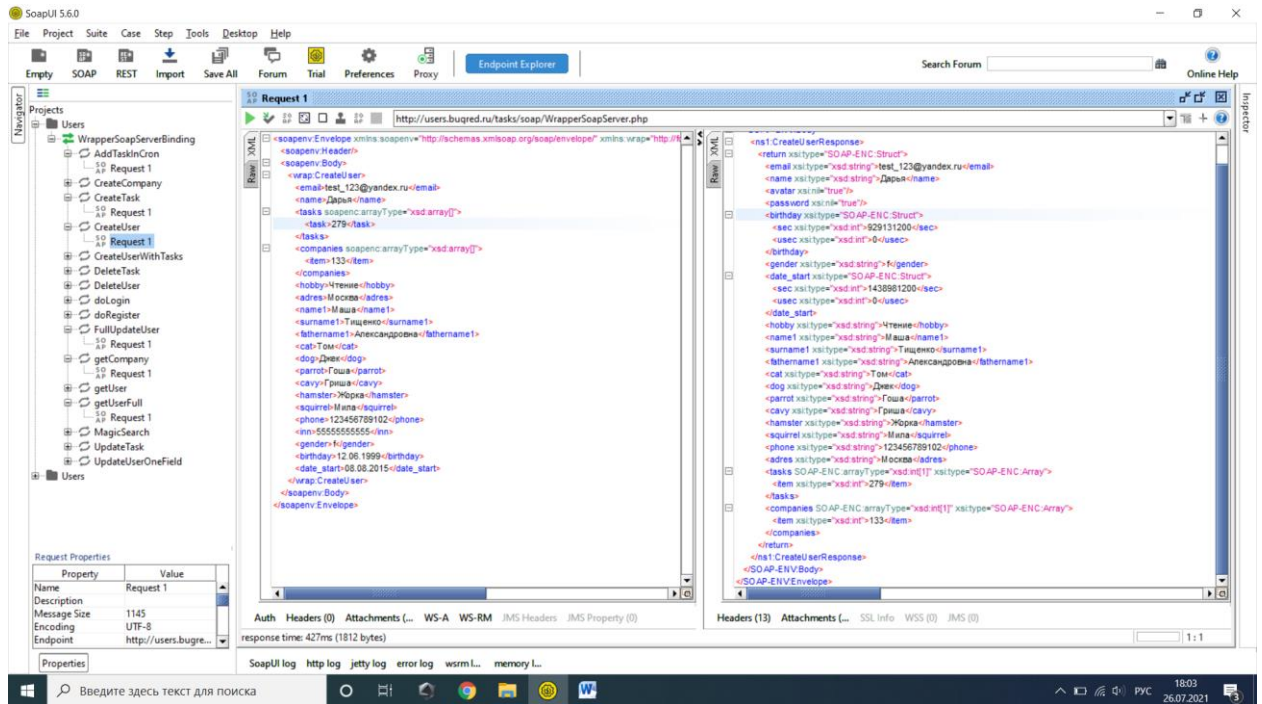 SoapUI 5.6.0
File Project Suite Case Step Tools Desktop Help
Empty SOAP REST Import Save All Forum Trial Preferences Proxy
Endpoint Explorer
Search Forum
Online Help
Navigator
Projects
Users
WrapperSoapServerBinding
AddTaskInCron
Request 1
CreateCompany
CreateTask
Request 1
CreateUser
Request 1
CreateUserWithTasks
DeleteTask
DeleteUser
doLogin
doRegister
FullUpdateUser
Request 1
getCompany
Request 1
getUser
getUserFull
Request 1
MagicSearch
UpdateTask
UpdateUserOneField
Users
Request Properties
Property Value
Name Request 1
Description
Message Size 1145
Encoding UTF-8
Endpoint http://users.bugre...
Properties
Request 1
http://users.bugred.ru/tasks/soap/WrapperSoapServer.php
XML
Raw
<soapenv:Envelope xmlns:soapenv="http://schemas.xmlsoap.org/soap/envelope/" xmlns:wrap="http://f
<soapenv:Header/>
<soapenv:Body>
<wrap:CreateUser>
<email>test_123@yandex.ru</email>
<name>Дарья</name>
<tasks soapenc:arrayType="xsd:array[]">
<task>279</task>
</tasks>
<companies soapenc:arrayType="xsd:array[]">
<item>133</item>
</companies>
<hobby>Чтение</hobby>
<adres>Москва</adres>
<name1>Маша</name1>
<surname1>Тищенко</surname1>
<fathername1>Александровна</fathername1>
<cat>Том</cat>
<dog>Джек</dog>
<parrot>Гоша</parrot>
<cavy>Гриша</cavy>
<hamster>Жорка</hamster>
<squirrel>Мила</squirrel>
<phone>123456789102</phone>
<inn>55555555555</inn>
<gender>f</gender>
<birthday>12.06.1999</birthday>
<date_start>08.08.2015</date_start>
</wrap:CreateUser>
</soapenv:Body>
</soapenv:Envelope>
Auth Headers (0) Attachments (... WS-A WS-RM JMS Headers JMS Property (0)
response time: 427ms (1812 bytes)
XML
Raw
<ns1:CreateUserResponse>
<return xsi:type="SOAP-ENC:Struct">
<email xsi:type="xsd:string">test_123@yandex.ru</email>
<name xsi:type="xsd:string">Дарья</name>
<avatar xsi:nil="true"/>
<password xsi:nil="true"/>
<birthday xsi:type="SOAP-ENC:Struct">
<sec xsi:type="xsd:int">929131200</sec>
<usec xsi:type="xsd:int">0</usec>
</birthday>
<gender xsi:type="xsd:string">f</gender>
<date_start xsi:type="SOAP-ENC:Struct">
<sec xsi:type="xsd:int">1438981200</sec>
<usec xsi:type="xsd:int">0</usec>
</date_start>
<hobby xsi:type="xsd:string">Чтение</hobby>
<name1 xsi:type="xsd:string">Маша</name1>
<surname1 xsi:type="xsd:string">Тищенко</surname1>
<fathername1 xsi:type="xsd:string">Александровна</fathername1>
<cat xsi:type="xsd:string">Том</cat>
<dog xsi:type="xsd:string">Джек</dog>
<parrot xsi:type="xsd:string">Гоша</parrot>
<cavy xsi:type="xsd:string">Гриша</cavy>
<hamster xsi:type="xsd:string">Жорка</hamster>
<squirrel xsi:type="xsd:string">Мила</squirrel>
<phone xsi:type="xsd:string">123456789102</phone>
<adres xsi:type="xsd:string">Москва</adres>
<tasks SOAP-ENC:arrayType="xsd:int[1]" xsi:type="SOAP-ENC:Array">
<item xsi:type="xsd:int">279</item>
</tasks>
<companies SOAP-ENC:arrayType="xsd:int[1]" xsi:type="SOAP-ENC:Array">
<item xsi:type="xsd:int">133</item>
</companies>
</return>
</ns1:CreateUserResponse>
</SOAP-ENV:Body>
</SOAP-ENV:Envelope>
Headers (13) Attachments (... SSL Info WSS (0) JMS (0)
1 : 1
Inspector
SoapUI log http log jetty log error log wsrm l... memory l...
Введите здесь текст для поиска
РУС
18:03
26.07.2021
3